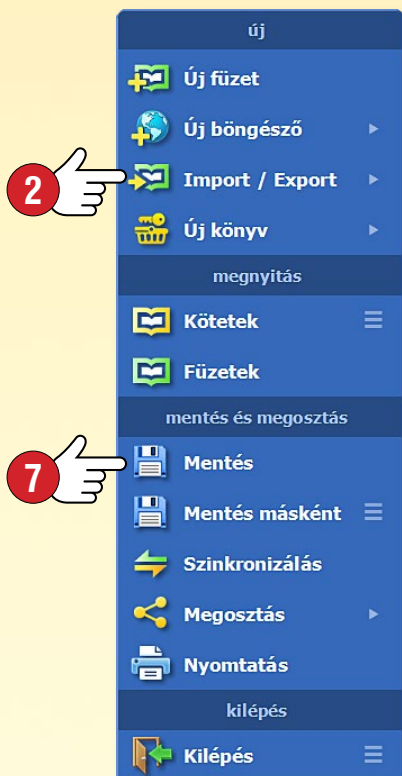 új
Új füzet
Új böngésző
2
Import / Export
Új könyv
megnyitás
Kötetek
Füzetek
mentés és megosztás
7
Mentés
Mentés másként
Szinkronizálás
Megosztás
Nyomtatás
kilépés
Kilépés